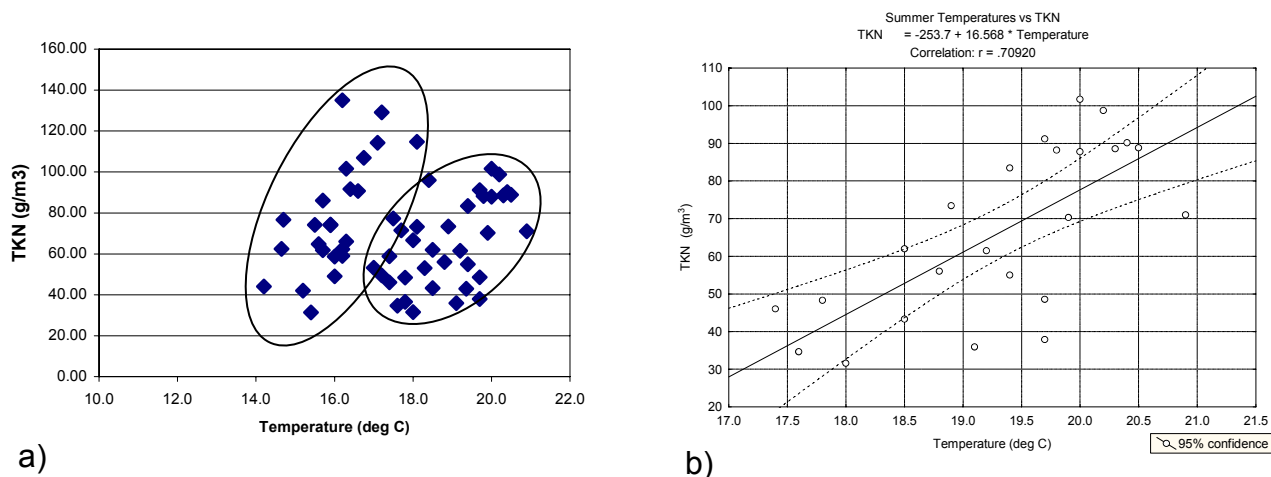 TKN (g/m3)
160.00
140.00
120.00
100.00
80.00
60.00
40.00
20.00
0.00
10.0 12.0 14.0 16.0 18.0 20.0 22.0
Temperature (deg C)
a)
Summer Temperatures vs TKN
TKN = -253.7 + 16.568 * Temperature
Correlation: r = .70920
TKN (g/m³)
110
100
90
80
70
60
50
40
30
20
17.0 17.5 18.0 18.5 19.0 19.5 20.0 20.5 21.0 21.5
Temperature (deg C)
95% confidence
b)